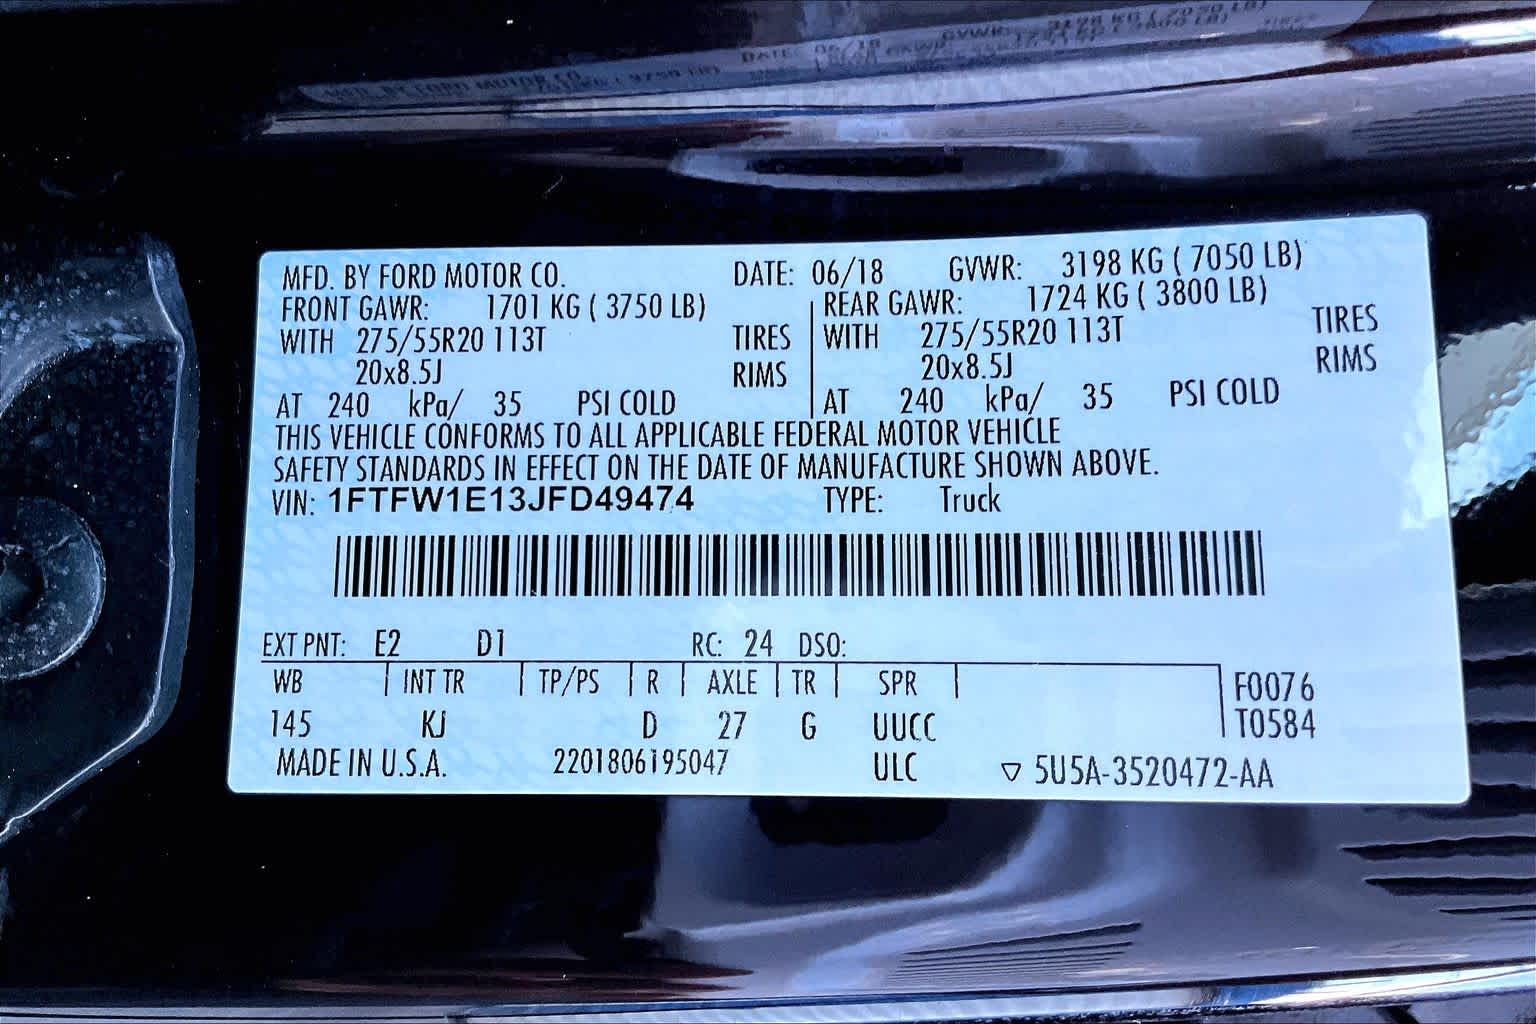 MFD. BY FORD MOTOR CO. DATE: 06/18 GVWR: 3198 KG ( 7050 LB)
FRONT GAWR: 1701 KG ( 3750 LB) REAR GAWR: 1724 KG ( 3800 LB)
WITH 275/55R20 113T TIRES WITH 275/55R20 113T TIRES
20x8.5J RIMS 20x8.5J RIMS
AT 240 kPa/ 35 PSI COLD AT 240 kPa/ 35 PSI COLD
THIS VEHICLE CONFORMS TO ALL APPLICABLE FEDERAL MOTOR VEHICLE
SAFETY STANDARDS IN EFFECT ON THE DATE OF MANUFACTURE SHOWN ABOVE.
VIN: 1FTFW1E13JFD49474 TYPE: Truck
EXT PNT: E2 D1 RC: 24 DSO:
WB INT TR TP/PS R AXLE TR SPR F0076
145 KJ D 27 G UUCC T0584
MADE IN U.S.A. 2201806195047 ULC ▽ 5U5A-3520472-AA